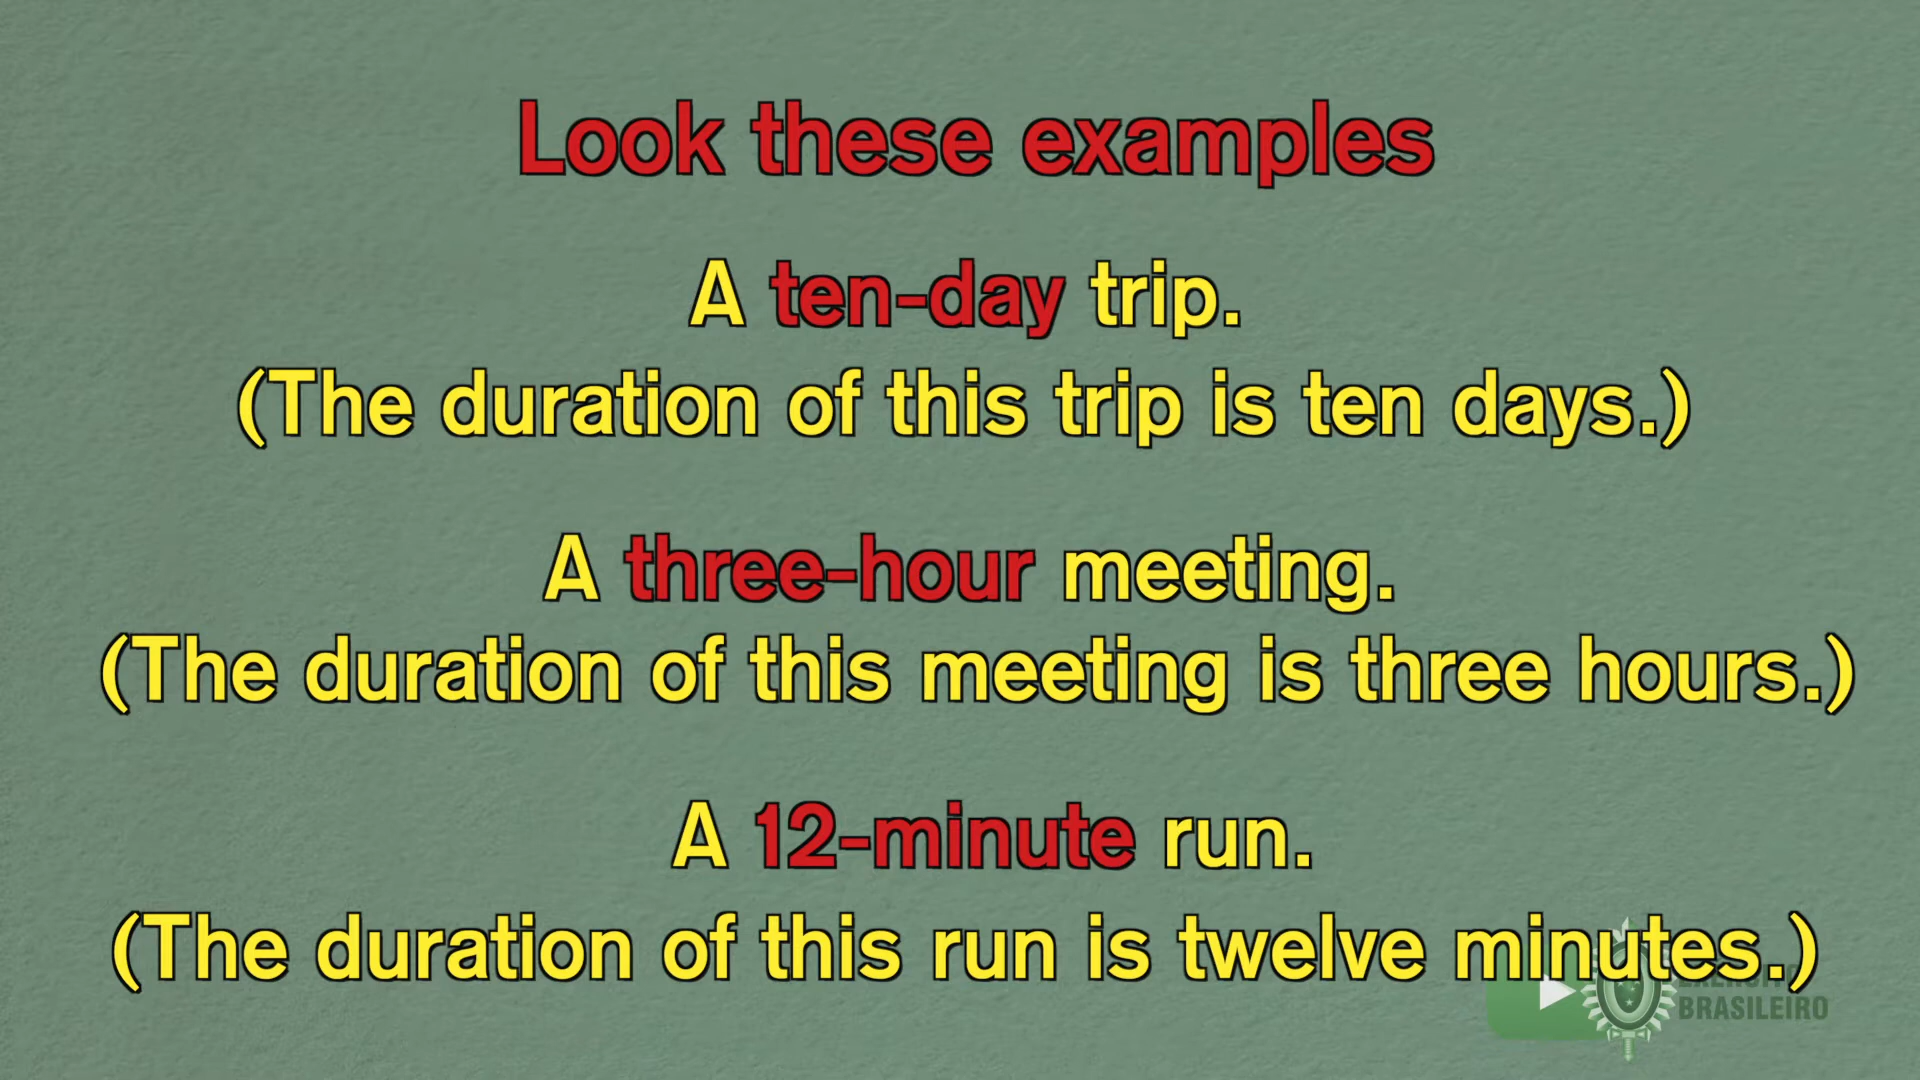 Look these examples
A ten-day trip.
(The duration of this trip is ten days.)
A three-hour meeting.
(The duration of this meeting is three hours.)
A 12-minute run.
(The duration of this run is twelve minutes.)
BRASILEIRO